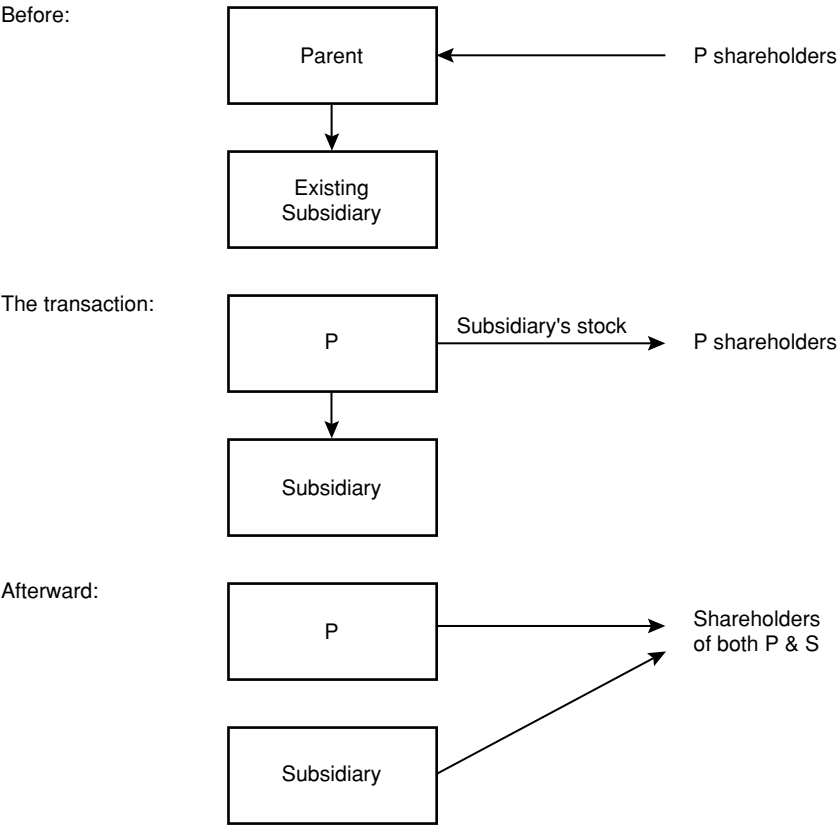 Before:
Parent
P shareholders
Existing
Subsidiary
The transaction:
P
Subsidiary's stock
P shareholders
Subsidiary
Afterward:
P
Shareholders
of both P & S
Subsidiary